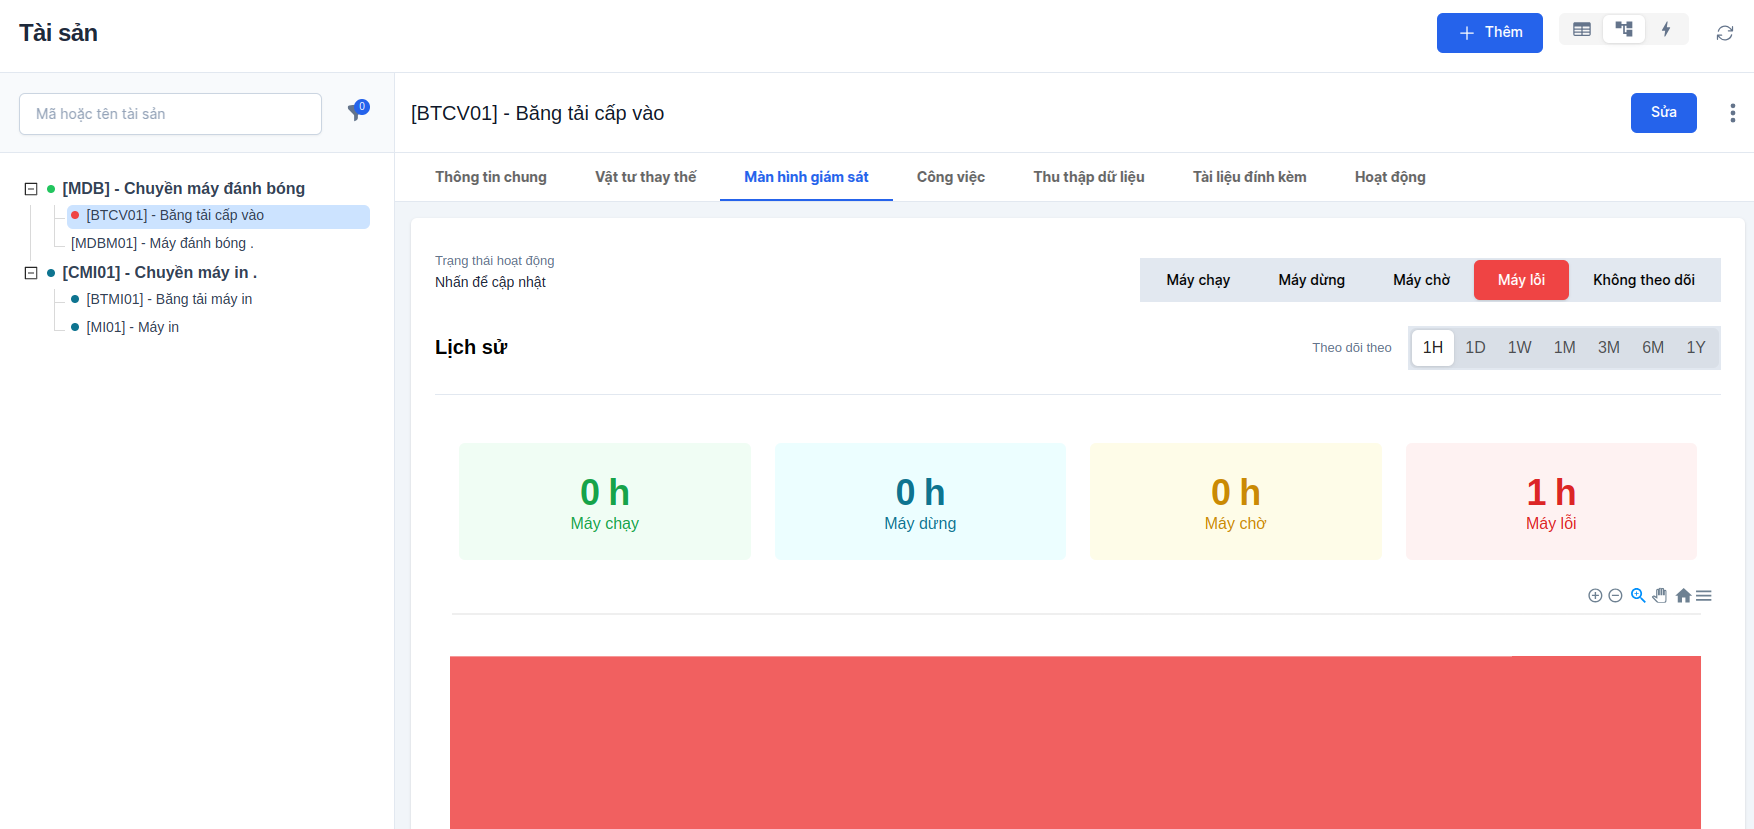 Tài sản
Thêm
Mã hoặc tên tài sản
0
[BTCV01] - Băng tải cấp vào
Sửa
[MDB] - Chuyền máy đánh bóng
[BTCV01] - Băng tải cấp vào
[MDBM01] - Máy đánh bóng .
[CMI01] - Chuyền máy in .
[BTMI01] - Băng tải máy in
[MI01] - Máy in
Thông tin chung
Vật tư thay thế
Màn hình giám sát
Công việc
Thu thập dữ liệu
Tài liệu đính kèm
Hoạt động
Trạng thái hoạt động
Nhấn để cập nhật
Máy chạy
Máy dừng
Máy chờ
Máy lỗi
Không theo dõi
Lịch sử
Theo dõi theo
1H
1D
1W
1M
3M
6M
1Y
0 h
Máy chạy
0 h
Máy dừng
0 h
Máy chờ
1 h
Máy lỗi